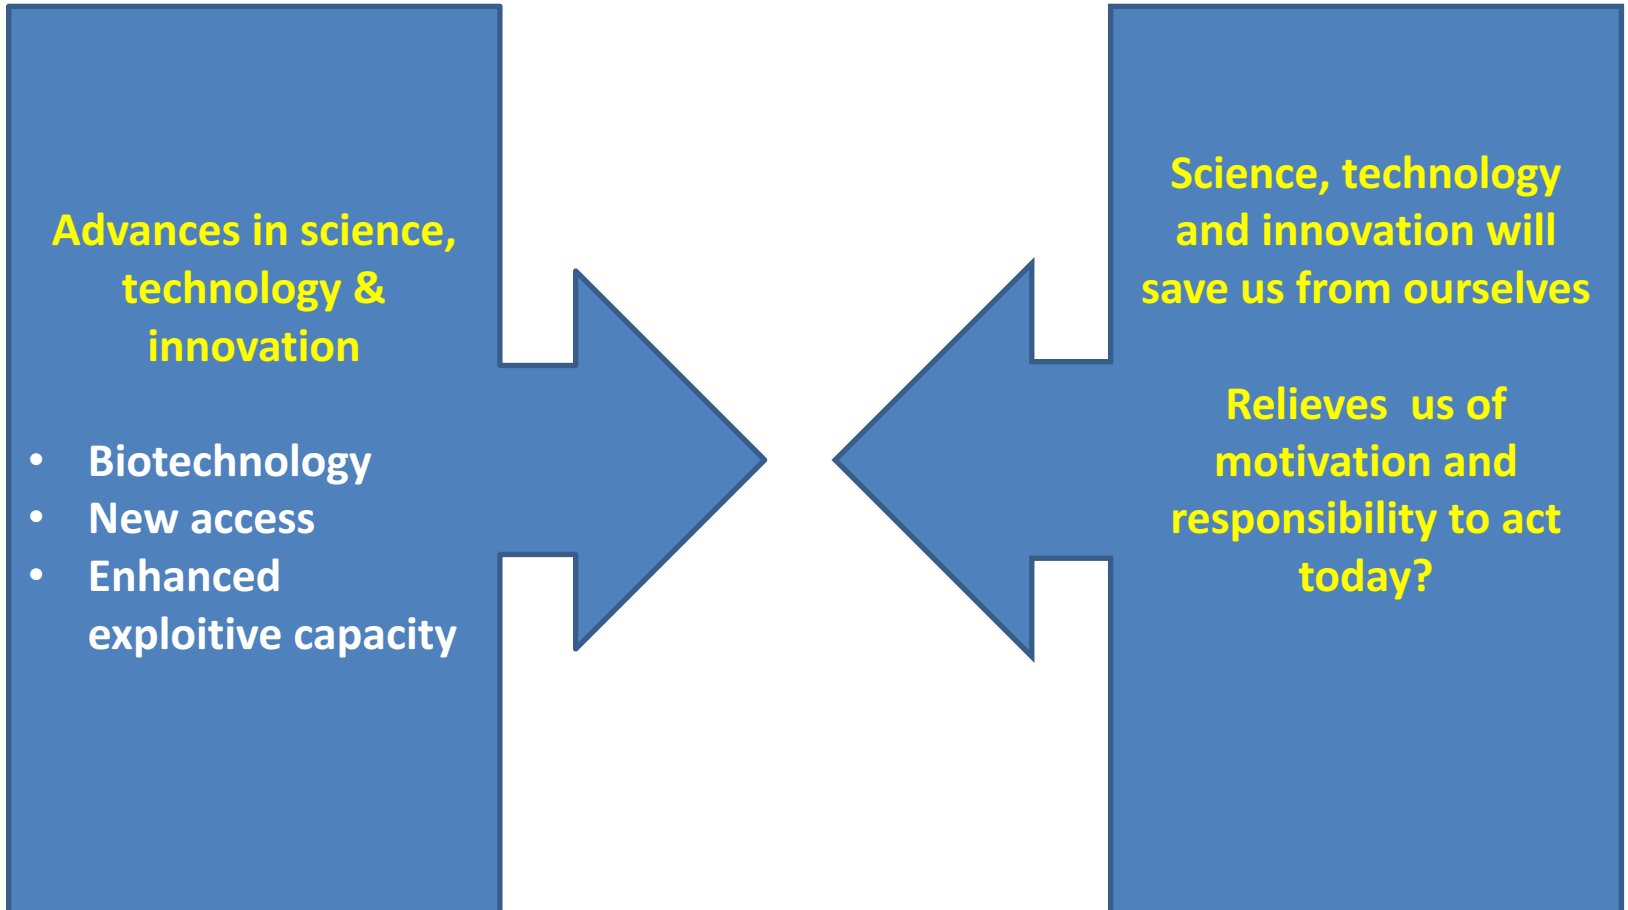 Advances in science,
technology &
innovation
• Biotechnology
• New access
• Enhanced
exploitive capacity
Science, technology
and innovation will
save us from ourselves
Relieves  us of
motivation and
responsibility to act
today?